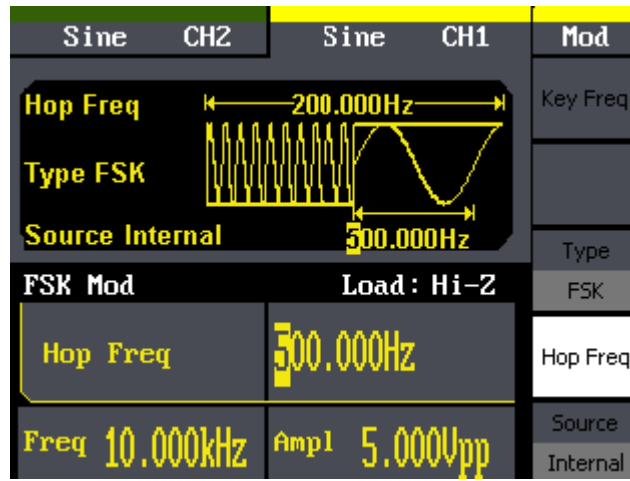 Sine CH2 Sine CH1 Mod
Hop Freq 200.000Hz Key Freq
Type FSK
Source Internal 500.000Hz
Type
FSK Mod Load: Hi-Z FSK
Hop Freq 500.000Hz Hop Freq
Source
Freq 10.000kHz Ampl 5.000Vpp Internal